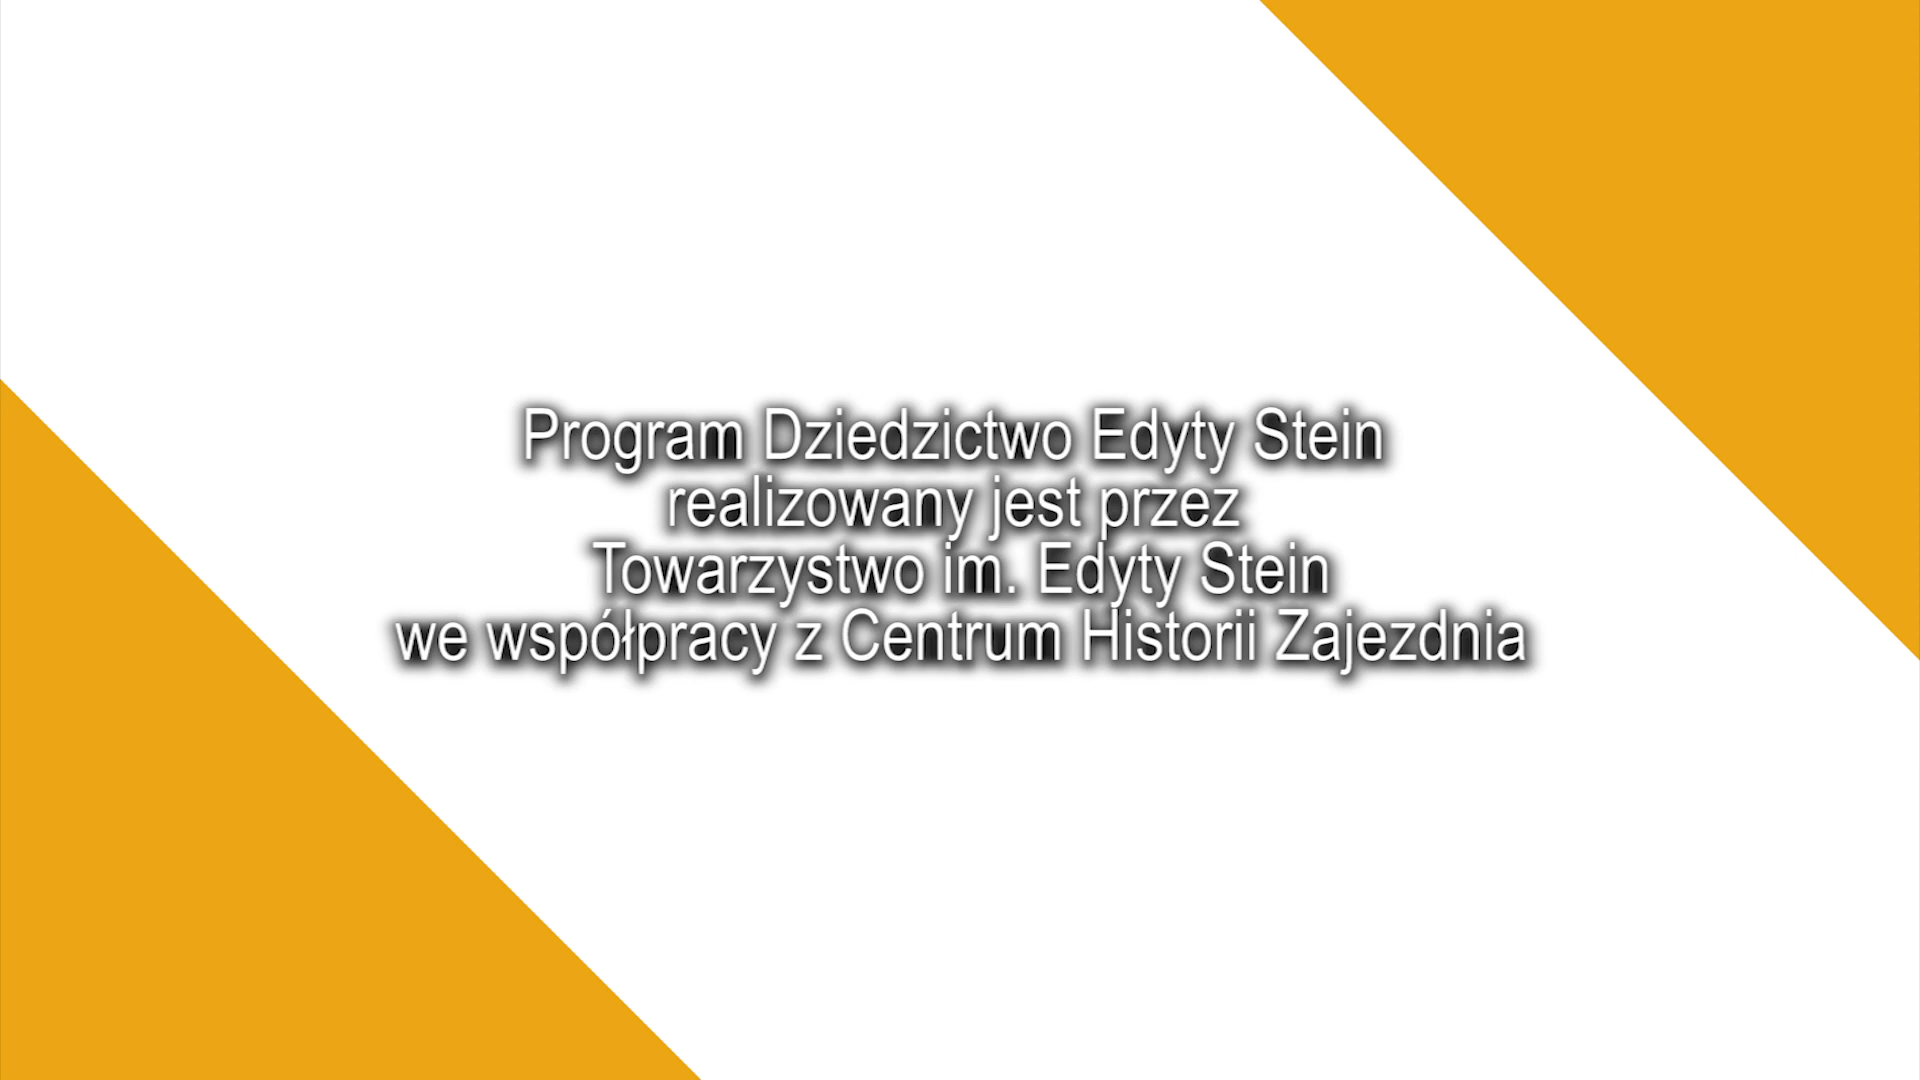 Program Dziedzictwo Edyty Stein
realizowany jest przez
Towarzystwo im. Edyty Stein
we współpracy z Centrum Historii Zajezdnia